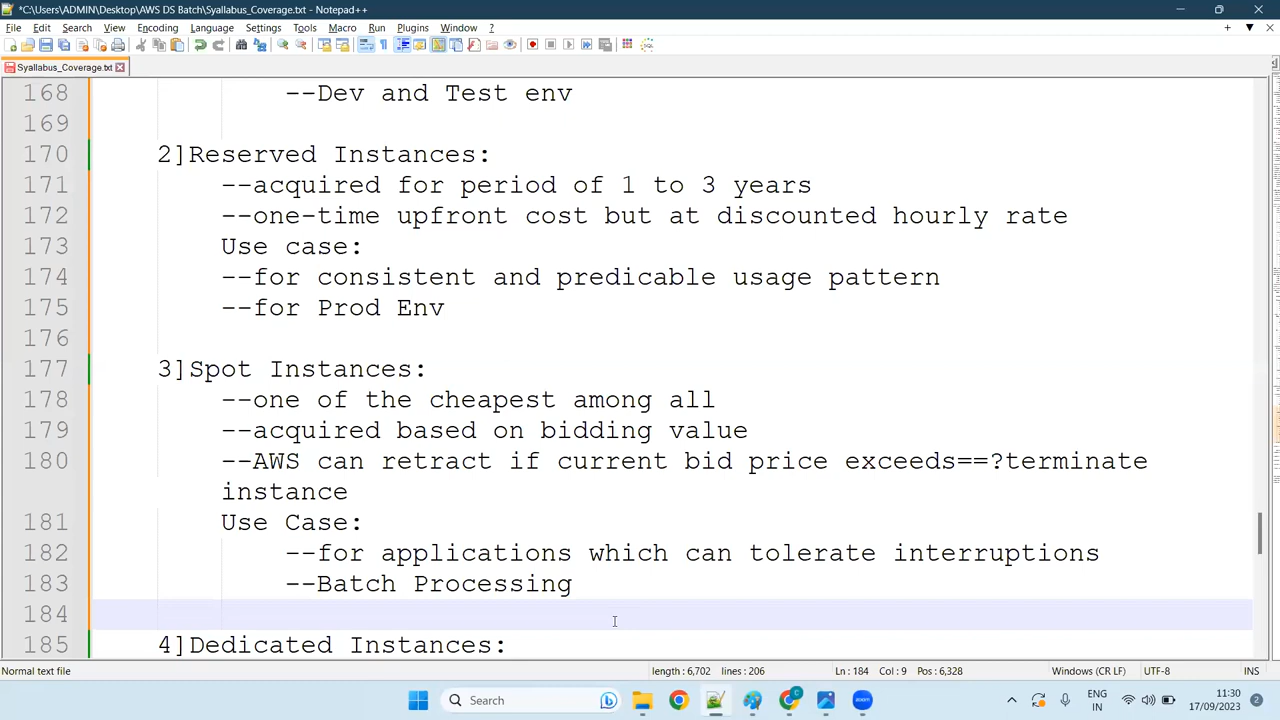 *C:\Users\ADMIN\Desktop\AWS DS Batch\Syallabus_Coverage.txt - Notepad++
File Edit Search View Encoding Language Settings Tools Macro Run Plugins Window ?
Syallabus_Coverage.txt
168 --Dev and Test env
169
170 2]Reserved Instances:
171 --acquired for period of 1 to 3 years
172 --one-time upfront cost but at discounted hourly rate
173 Use case:
174 --for consistent and predicable usage pattern
175 --for Prod Env
176
177 3]Spot Instances:
178 --one of the cheapest among all
179 --acquired based on bidding value
180 --AWS can retract if current bid price exceeds==?terminate
instance
181 Use Case:
182 --for applications which can tolerate interruptions
183 --Batch Processing
184
185 4]Dedicated Instances:
Normal text file length : 6,702 lines : 206 Ln : 184 Col : 9 Pos : 6,328 Windows (CR LF) UTF-8 INS
Search ENG IN 11:30 17/09/2023 2